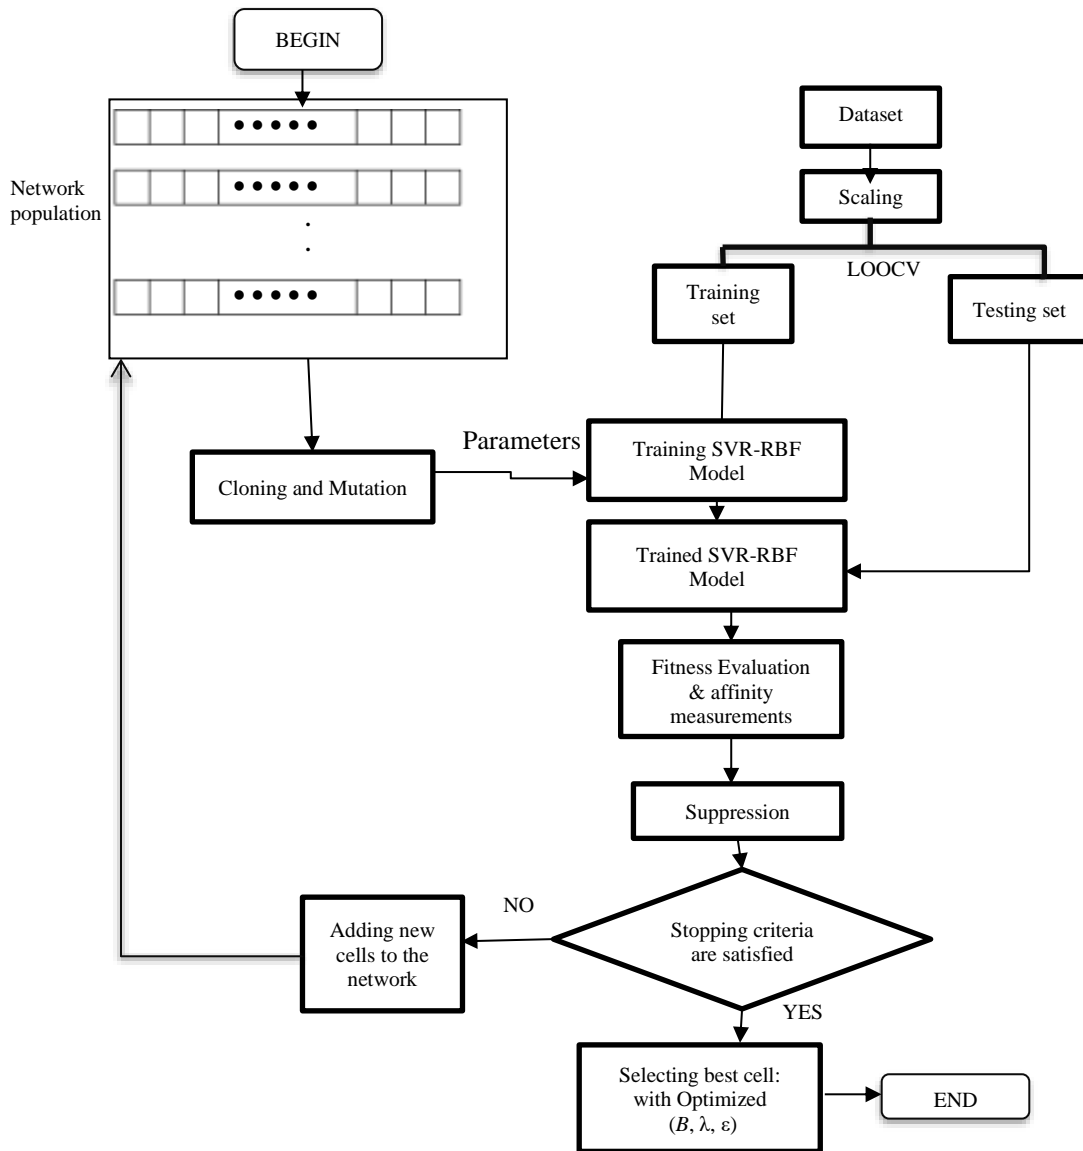 BEGIN
Network
population
Dataset
Scaling
LOOCV
Training
set
Testing set
Parameters
Cloning and Mutation
Training SVR-RBF
Model
Trained SVR-RBF
Model
Fitness Evaluation
& affinity
measurements
Suppression
Stopping criteria
are satisfied
NO
Adding new
cells to the
network
YES
Selecting best cell:
with Optimized
(B, λ, ε)
END